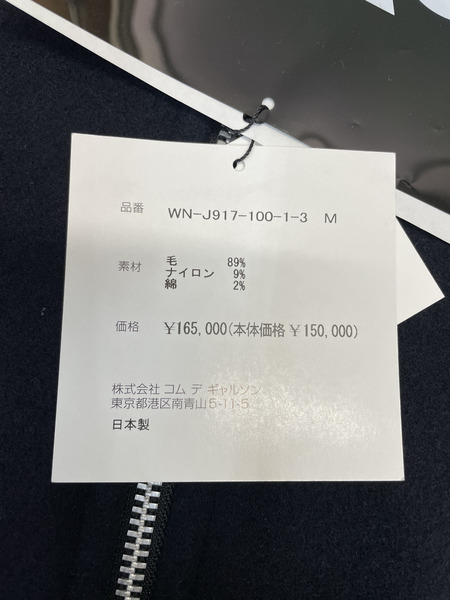 品番 WN-J917-100-1-3 M
素材 毛 89%
ナイロン 9%
綿 2%
価格 ¥165,000(本体価格 ¥150,000)
株式会社 コム デ ギャルソン
東京都港区南青山5-11-5
日本製